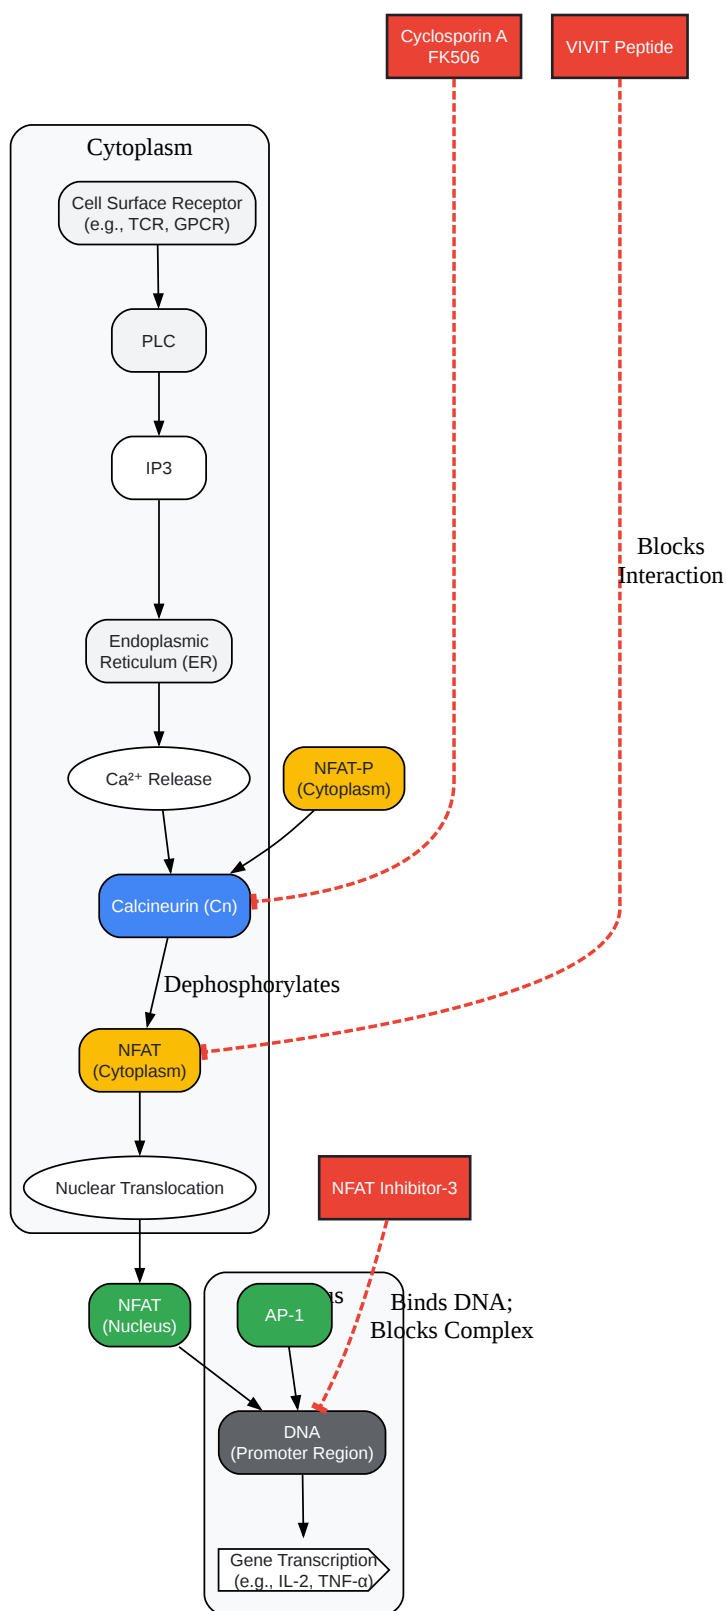 Cyclosporin A
FK506
VIVIT Peptide
Cytoplasm
Cell Surface Receptor
(e.g., TCR, GPCR)
PLC
IP3
Blocks
Interaction
Endoplasmic
Reticulum (ER)
Ca²⁺ Release
NFAT-P
(Cytoplasm)
Calcineurin (Cn)
Dephosphorylates
NFAT
(Cytoplasm)
Nuclear Translocation
NFAT Inhibitor-3
NFAT
(Nucleus)
AP-1
Binds DNA;
Blocks Complex
DNA
(Promoter Region)
Gene Transcription
(e.g., IL-2, TNF-α)